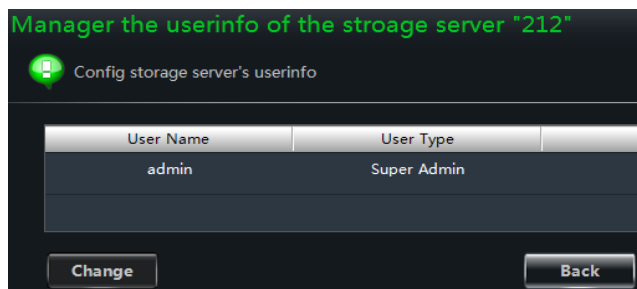 Manager the userinfo of the stroage server "212"
Config storage server's userinfo
User Name User Type
admin Super Admin
Change Back